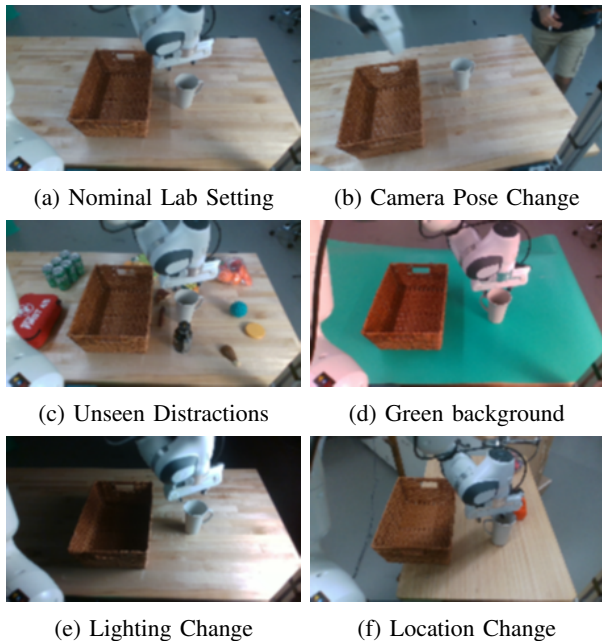 (a) Nominal Lab Setting
(b) Camera Pose Change
(c) Unseen Distractions
(d) Green background
(e) Lighting Change
(f) Location Change